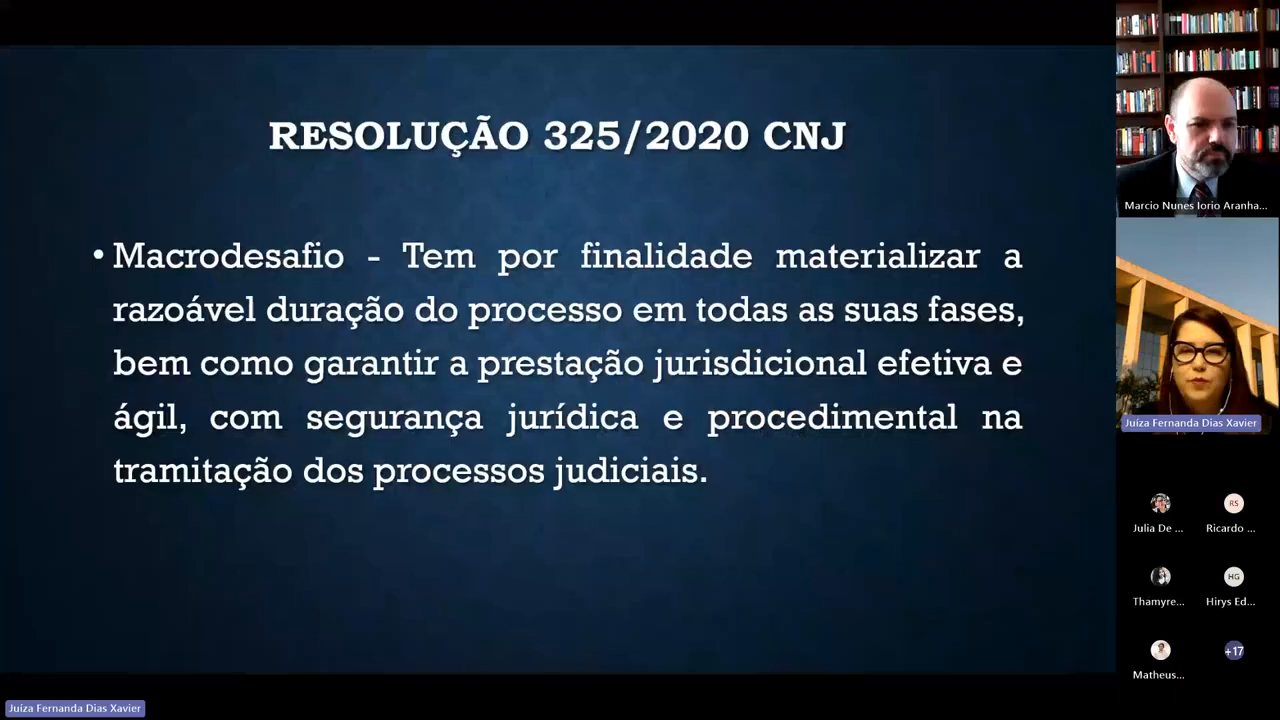 RESOLUÇÃO 325/2020 CNJ
• Macrodesafio - Tem por finalidade materializar a
razoável duração do processo em todas as suas fases,
bem como garantir a prestação jurisdicional efetiva e
ágil, com segurança jurídica e procedimental na
tramitação dos processos judiciais.
Marcio Nunes Iorio Aranha...
Juíza Fernanda Dias Xavier
Julia De ...
RS
Ricardo ...
Thamyre...
HG
Hirys Ed...
Matheus...
+17
Juíza Fernanda Dias Xavier